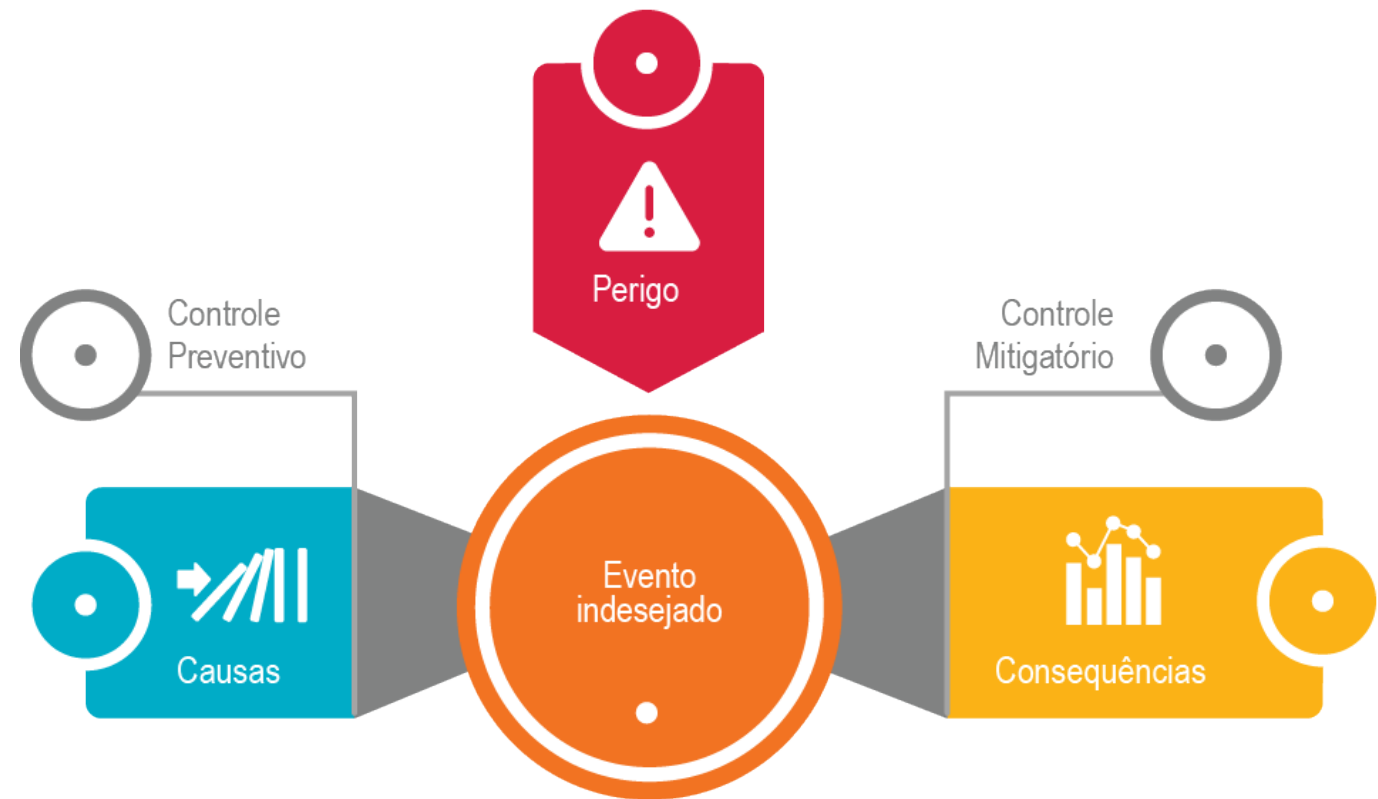 Perigo
Controle
Preventivo
Controle
Mitigatório
Evento
indesejado
Causas
Consequências